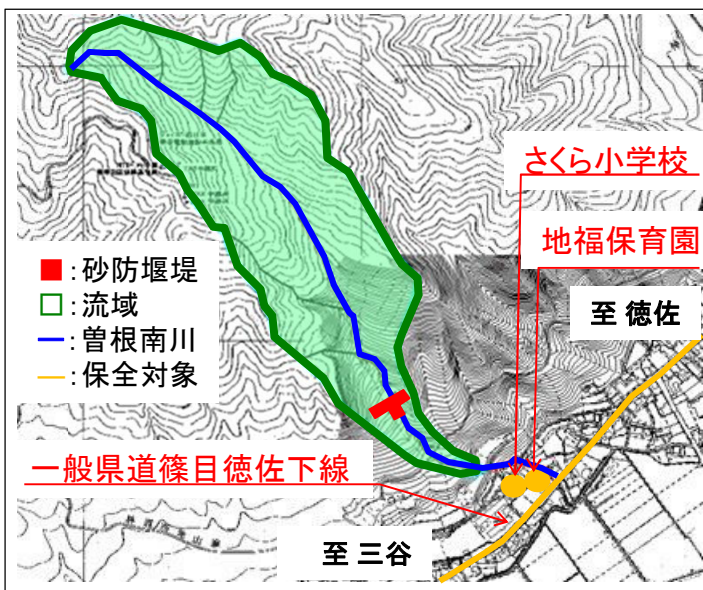 さくら小学校
地福保育園
至 徳佐
■:砂防堰堤
□:流域
―:曽根南川
―:保全対象
一般県道篠目徳佐下線
至 三谷